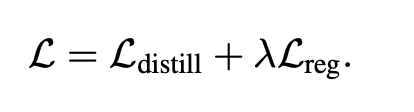 ℒ = ℒ_distill + λℒ_reg.